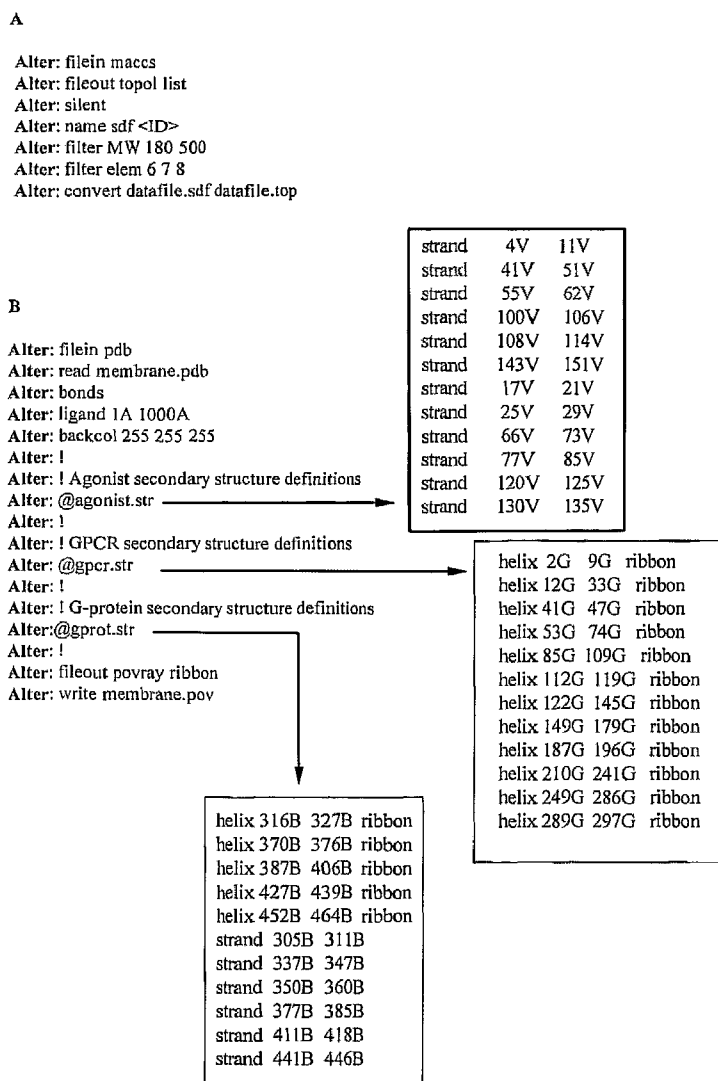 A
Alter: filein maccs
Alter: fileout topol list
Alter: silent
Alter: name sdf <ID>
Alter: filter MW 180 500
Alter: filter elem 6 7 8
Alter: convert datafile.sdf datafile.top
B
Alter: filein pdb
Alter: read membrane.pdb
Alter: bonds
Alter: ligand 1A 1000A
Alter: backcol 255 255 255
Alter: !
Alter: ! Agonist secondary structure definitions
Alter: @agonist.str
Alter: !
Alter: ! GPCR secondary structure definitions
Alter: @gpcr.str
Alter: !
Alter: ! G-protein secondary structure definitions
Alter:@gprot.str
Alter: !
Alter: fileout povray ribbon
Alter: write membrane.pov
strand 4V 11V
strand 41V 51V
strand 55V 62V
strand 100V 106V
strand 108V 114V
strand 143V 151V
strand 17V 21V
strand 25V 29V
strand 66V 73V
strand 77V 85V
strand 120V 125V
strand 130V 135V
helix 2G 9G ribbon
helix 12G 33G ribbon
helix 41G 47G ribbon
helix 53G 74G ribbon
helix 85G 109G ribbon
helix 112G 119G ribbon
helix 122G 145G ribbon
helix 149G 179G ribbon
helix 187G 196G ribbon
helix 210G 241G ribbon
helix 249G 286G ribbon
helix 289G 297G ribbon
helix 316B 327B ribbon
helix 370B 376B ribbon
helix 387B 406B ribbon
helix 427B 439B ribbon
helix 452B 464B ribbon
strand 305B 311B
strand 337B 347B
strand 350B 360B
strand 377B 385B
strand 411B 418B
strand 441B 446B